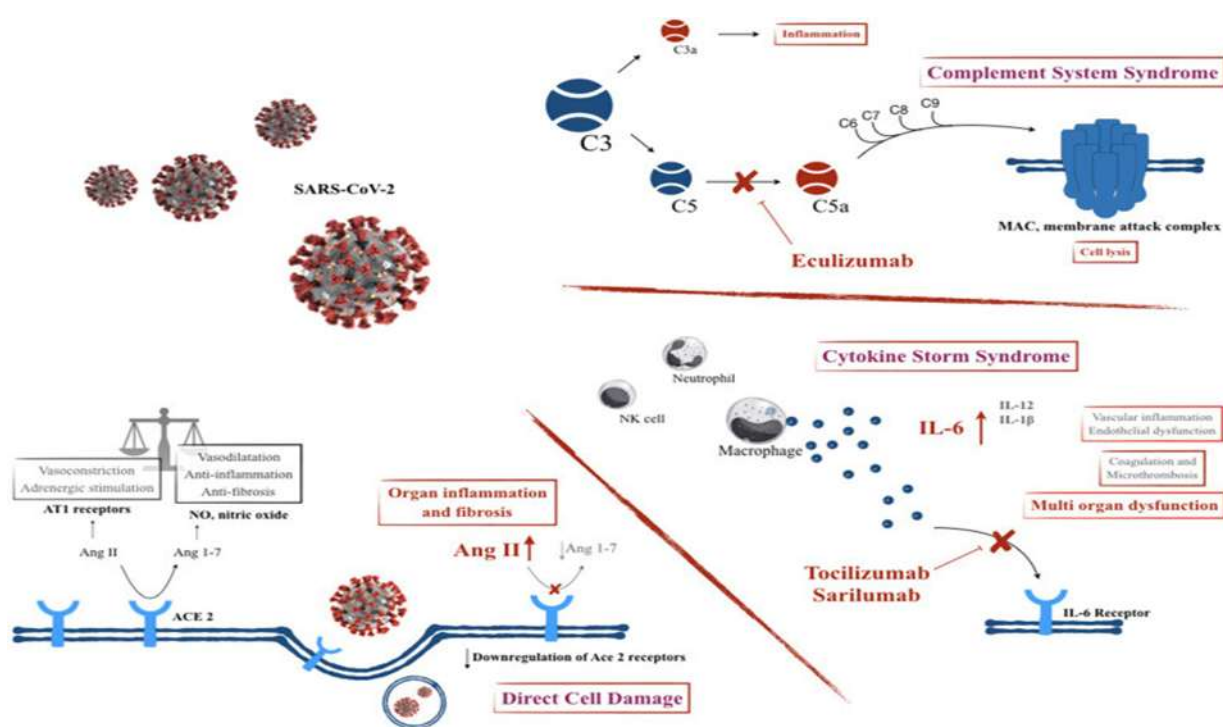 SARS-CoV-2
C3
C3a
Inflammation
Complement System Syndrome
C5
C5a
C6
C7
C8
C9
MAC, membrane attack complex
Cell lysis
Eculizumab
Cytokine Storm Syndrome
Neutrophil
NK cell
Macrophage
IL-6
IL-12
IL-1β
Vascular inflammation
Endothelial dysfunction
Coagulation and
Microthrombosis
Multi organ dysfunction
Tocilizumab
Sarilumab
IL-6 Receptor
Vasoconstriction
Adrenergic stimulation
AT1 receptors
Ang II
Vasodilatation
Anti-inflammation
Anti-fibrosis
NO, nitric oxide
Ang 1-7
ACE 2
Organ inflammation
and fibrosis
Ang II
Ang 1-7
Downregulation of Ace 2 receptors
Direct Cell Damage